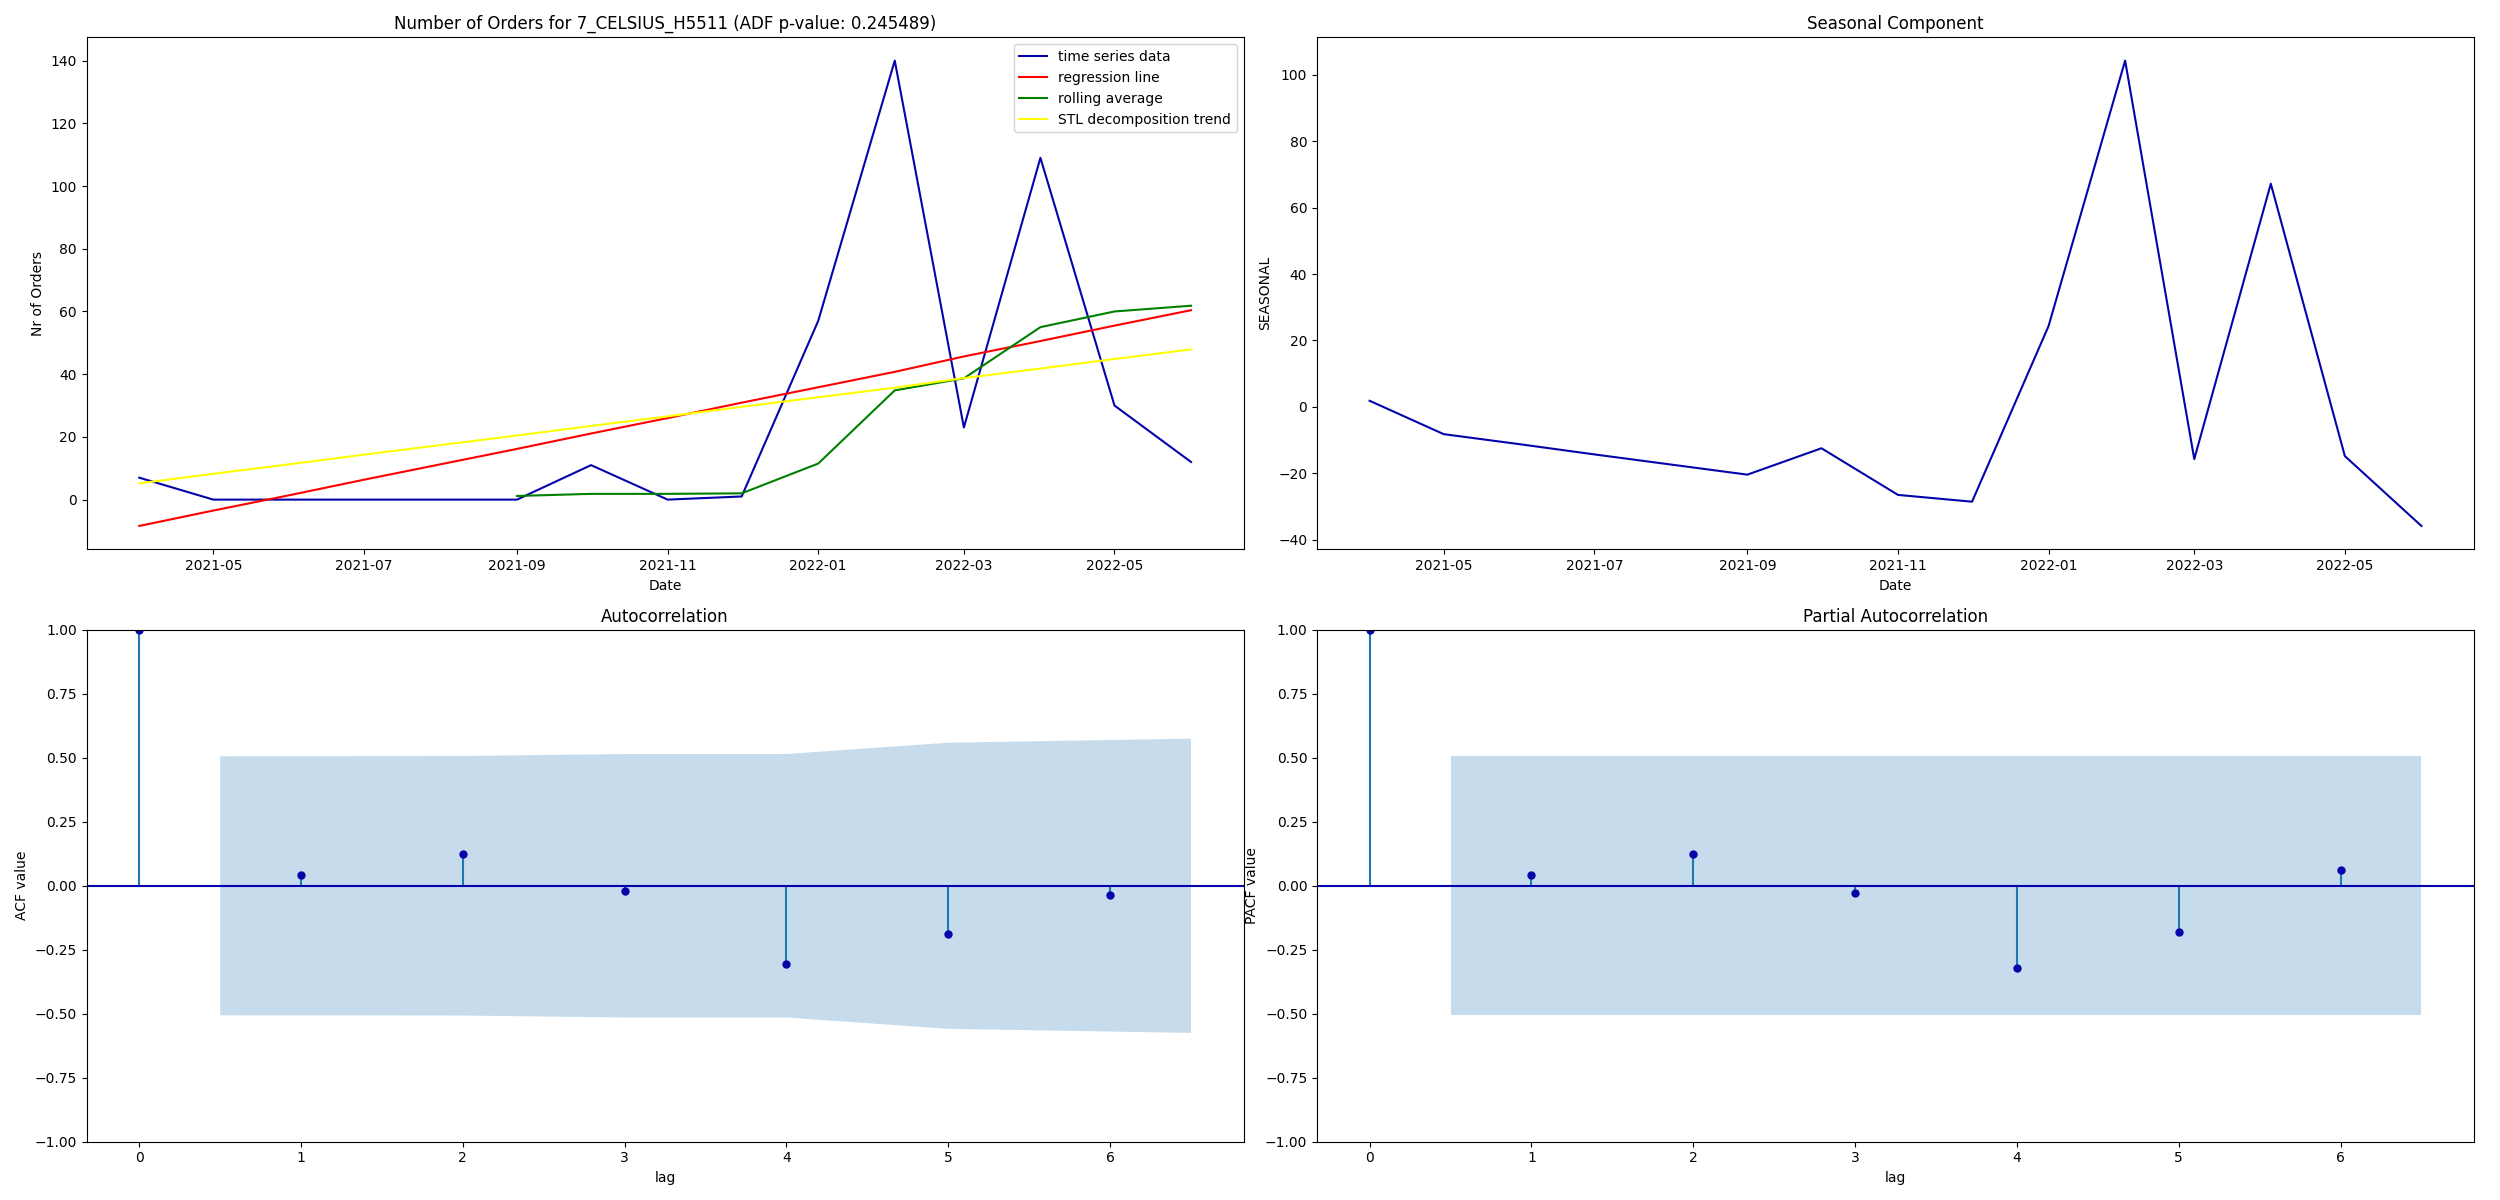 Number of Orders for 7_CELSIUS_H5511 (ADF p-value: 0.245489)
time series data
regression line
rolling average
STL decomposition trend
140
120
100
80
60
40
20
0
Nr of Orders
2021-05 2021-07 2021-09 2021-11 2022-01 2022-03 2022-05
Date
Seasonal Component
100
80
60
40
20
0
−20
−40
SEASONAL
2021-05 2021-07 2021-09 2021-11 2022-01 2022-03 2022-05
Date
Autocorrelation
1.00
0.75
0.50
0.25
0.00
−0.25
−0.50
−0.75
−1.00
ACF value
0 1 2 3 4 5 6
lag
Partial Autocorrelation
1.00
0.75
0.50
0.25
0.00
−0.25
−0.50
−0.75
−1.00
PACF value
0 1 2 3 4 5 6
lag